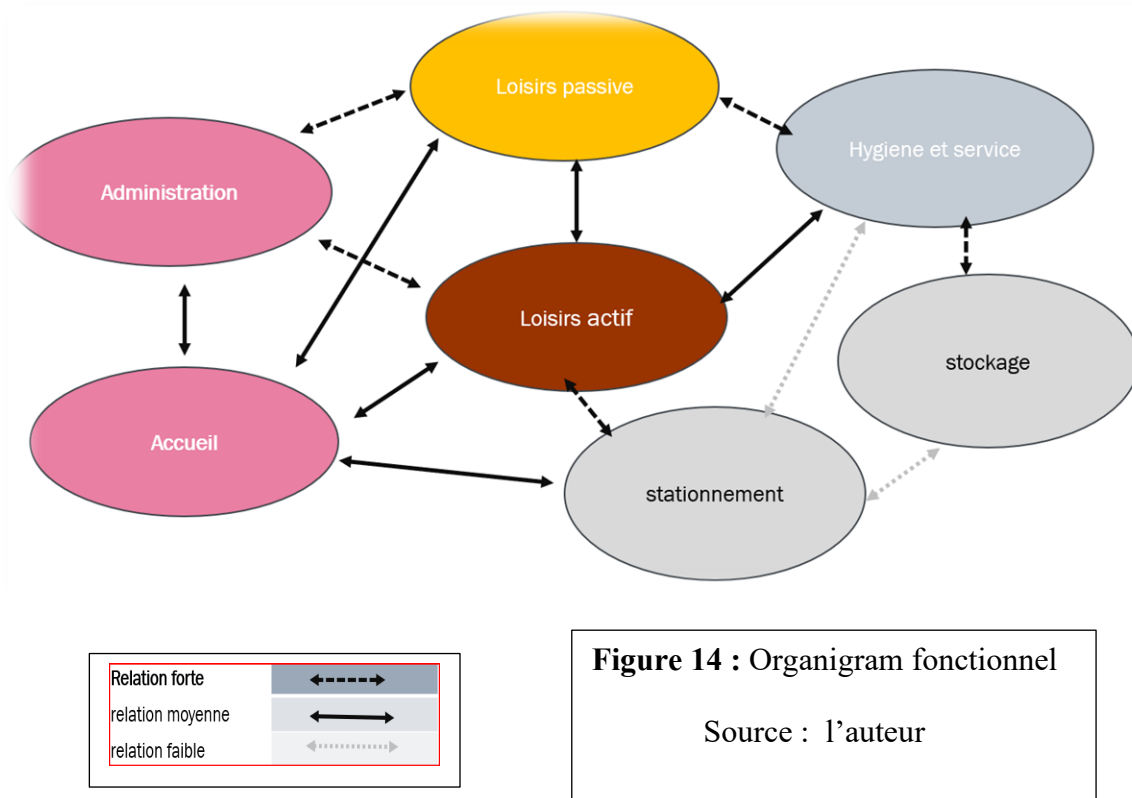 Loisirs passive
Hygiene et service
Administration
Loisirs actif
stockage
Accueil
stationnement
Relation forte
relation moyenne
relation faible
Figure 14 : Organigram fonctionnel
Source : l’auteur